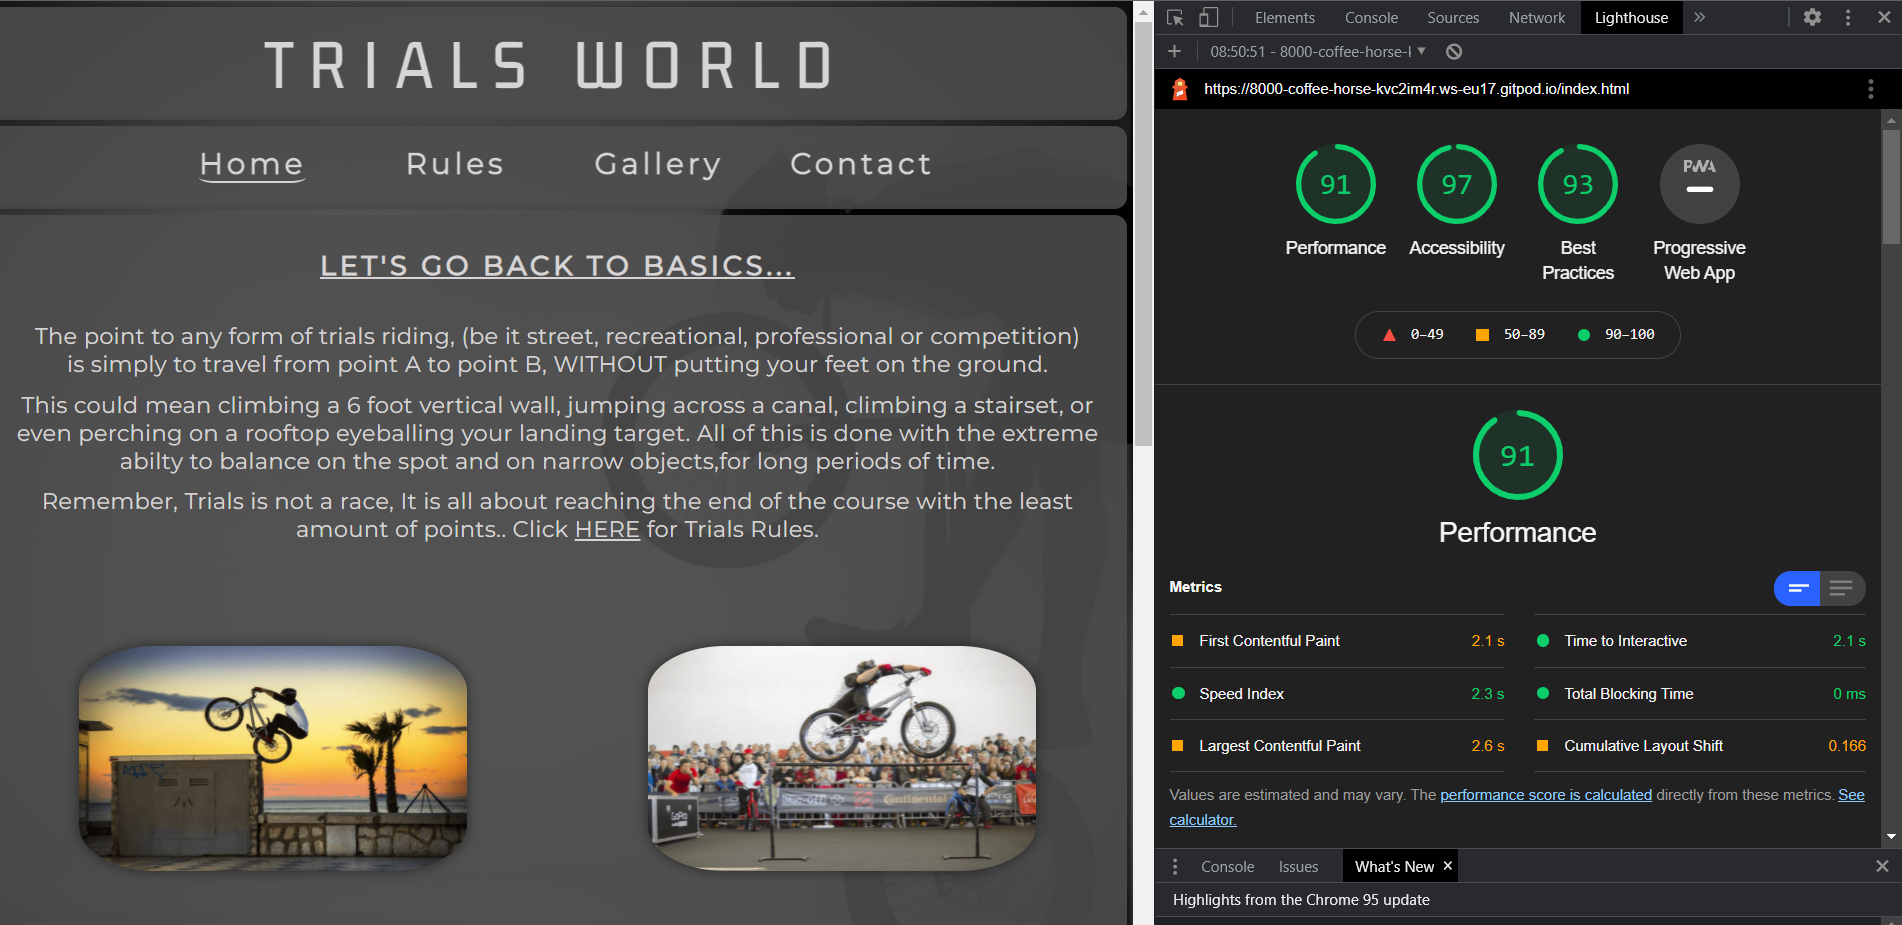 TRIALS WORLD
Home Rules Gallery Contact
LET'S GO BACK TO BASICS...
The point to any form of trials riding, (be it street, recreational, professional or competition)
is simply to travel from point A to point B, WITHOUT putting your feet on the ground.
This could mean climbing a 6 foot vertical wall, jumping across a canal, climbing a stairset, or
even perching on a rooftop eyeballing your landing target. All of this is done with the extreme
abilty to balance on the spot and on narrow objects,for long periods of time.
Remember, Trials is not a race, It is all about reaching the end of the course with the least
amount of points.. Click HERE for Trials Rules.
Continental
GoPro
Elements Console Sources Network Lighthouse
08:50:51 - 8000-coffee-horse-
https://8000-coffee-horse-kvc2im4r.ws-eu17.gitpod.io/index.html
91 97 93 PWA
Performance Accessibility Best Practices Progressive Web App
0–49 50–89 90–100
91
Performance
Metrics
First Contentful Paint 2.1 s
Time to Interactive 2.1 s
Speed Index 2.3 s
Total Blocking Time 0 ms
Largest Contentful Paint 2.6 s
Cumulative Layout Shift 0.166
Values are estimated and may vary. The performance score is calculated directly from these metrics. See
calculator.
Console Issues What's New
Highlights from the Chrome 95 update